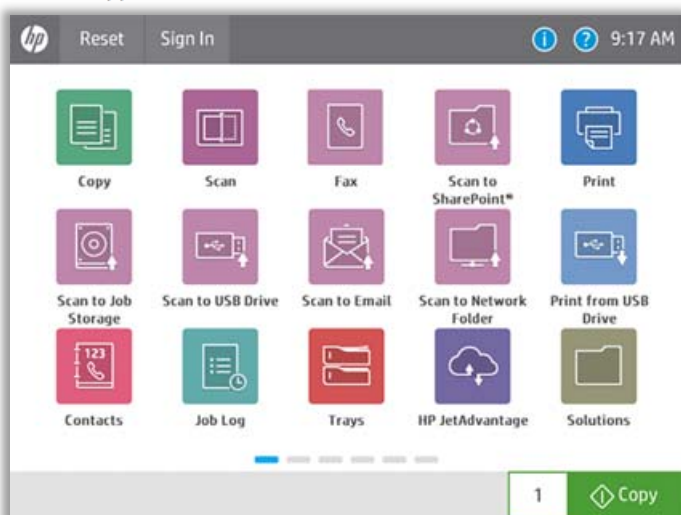 hp
Reset
Sign In
9:17 AM
Copy
Scan
Fax
Scan to
SharePoint®
Print
Scan to Job
Storage
Scan to USB Drive
Scan to Email
Scan to Network
Folder
Print from USB
Drive
123
Contacts
Job Log
Trays
HP JetAdvantage
Solutions
1
Copy